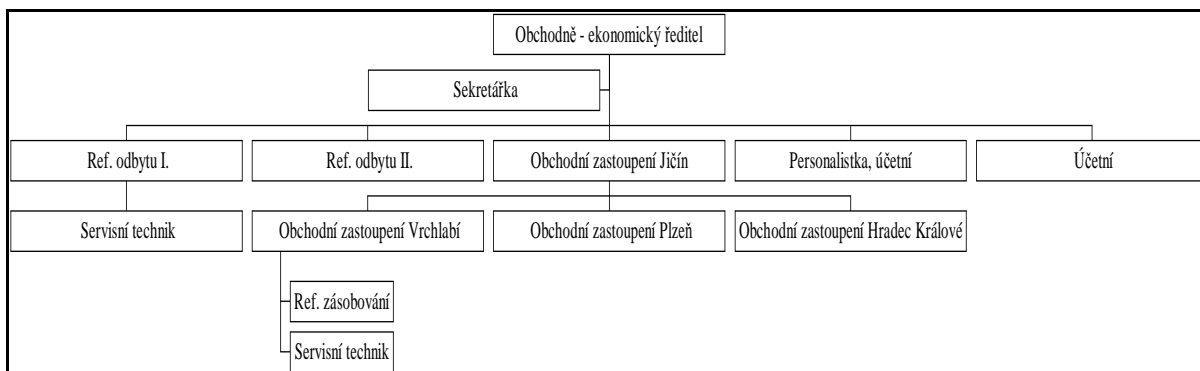 Obchodně - ekonomický ředitel
Sekretářka
Ref. odbytu I.
Ref. odbytu II.
Obchodní zastoupení Jičín
Personalistka, účetní
Účetní
Servisní technik
Obchodní zastoupení Vrchlabí
Obchodní zastoupení Plzeň
Obchodní zastoupení Hradec Králové
Ref. zásobování
Servisní technik